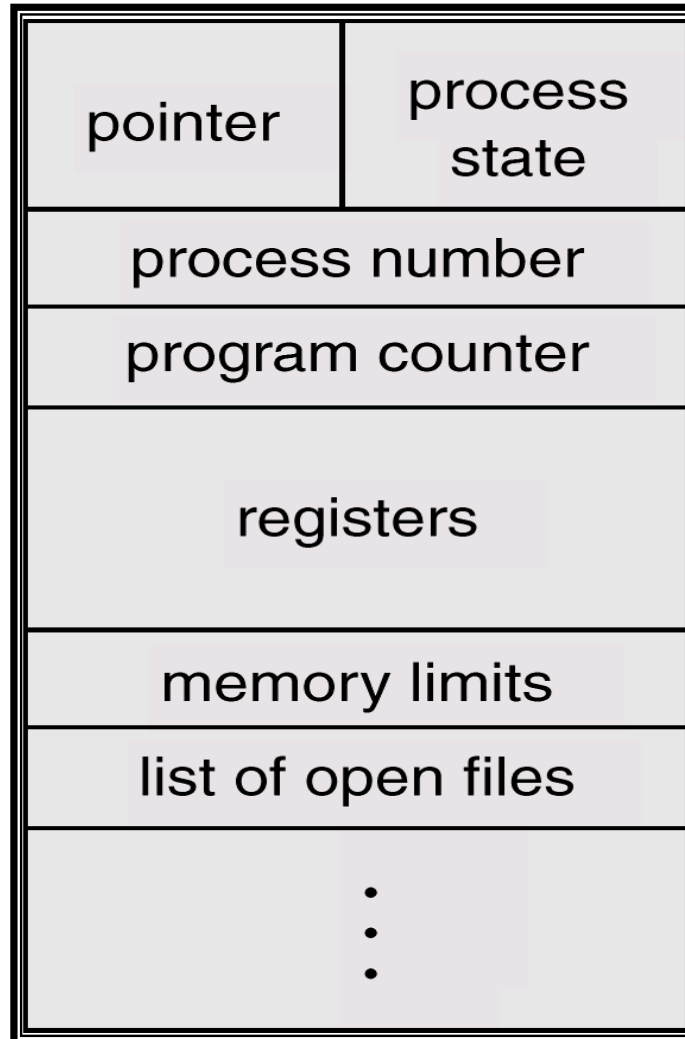 pointer
process
state
process number
program counter
registers
memory limits
list of open files